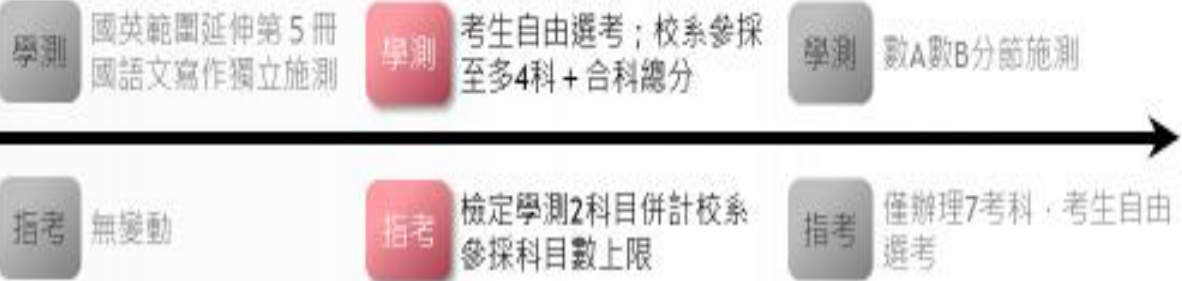 學測
國英範圍延伸第 5 冊
國語文寫作獨立施測
學測
考生自由選考；校系參採
至多4科 + 合科總分
學測
數A數B分節施測
指考
無變動
指考
檢定學測2科目併計校系
參採科目數上限
指考
僅辦理7考科，考生自由
選考